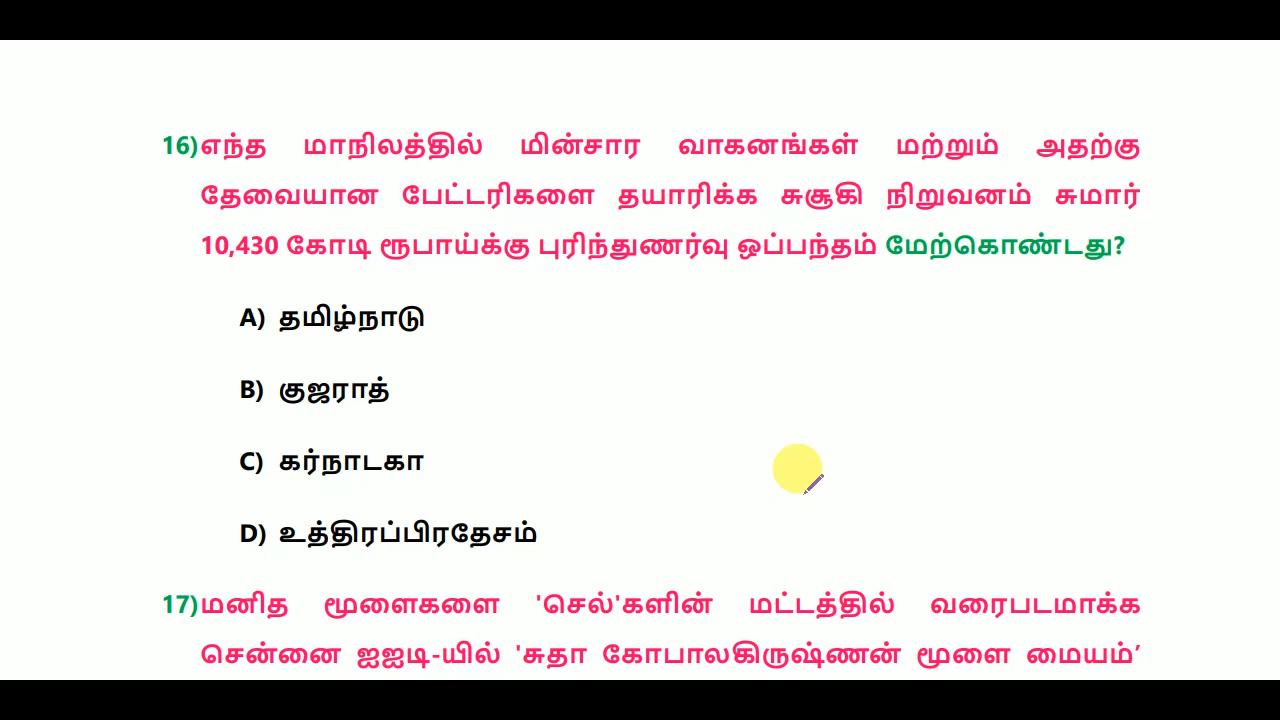 16)எந்த மாநிலத்தில் மின்சார வாகனங்கள் மற்றும் அதற்கு
தேவையான பேட்டரிகளை தயாரிக்க சுசூகி நிறுவனம் சுமார்
10,430 கோடி ரூபாய்க்கு புரிந்துணர்வு ஒப்பந்தம் மேற்கொண்டது?
A) தமிழ்நாடு
B) குஜராத்
C) கர்நாடகா
D) உத்திரப்பிரதேசம்
17)மனித மூளைகளை 'செல்'களின் மட்டத்தில் வரைபடமாக்க
சென்னை ஐஐடி-யில் 'சுதா கோபாலகிருஷ்ணன் மூளை மையம்’